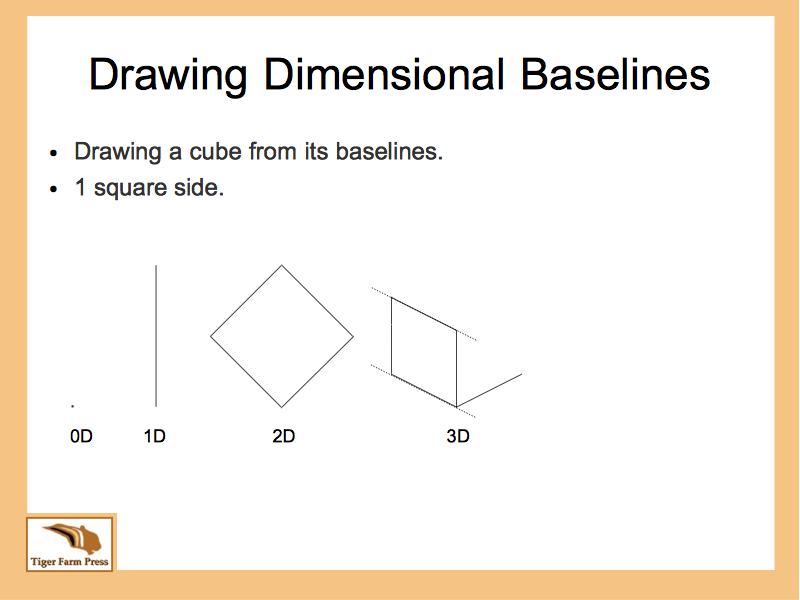 Drawing Dimensional Baselines
• Drawing a cube from its baselines.
• 1 square side.
0D 1D 2D 3D
Tiger Farm Press